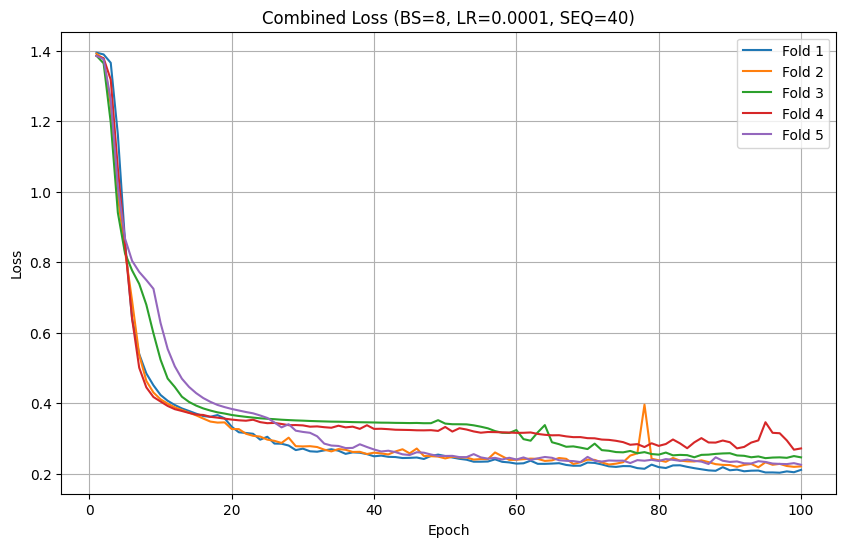 Combined Loss (BS=8, LR=0.0001, SEQ=40)
Loss
1.4
1.2
1.0
0.8
0.6
0.4
0.2
Fold 1
Fold 2
Fold 3
Fold 4
Fold 5
0 20 40 60 80 100
Epoch